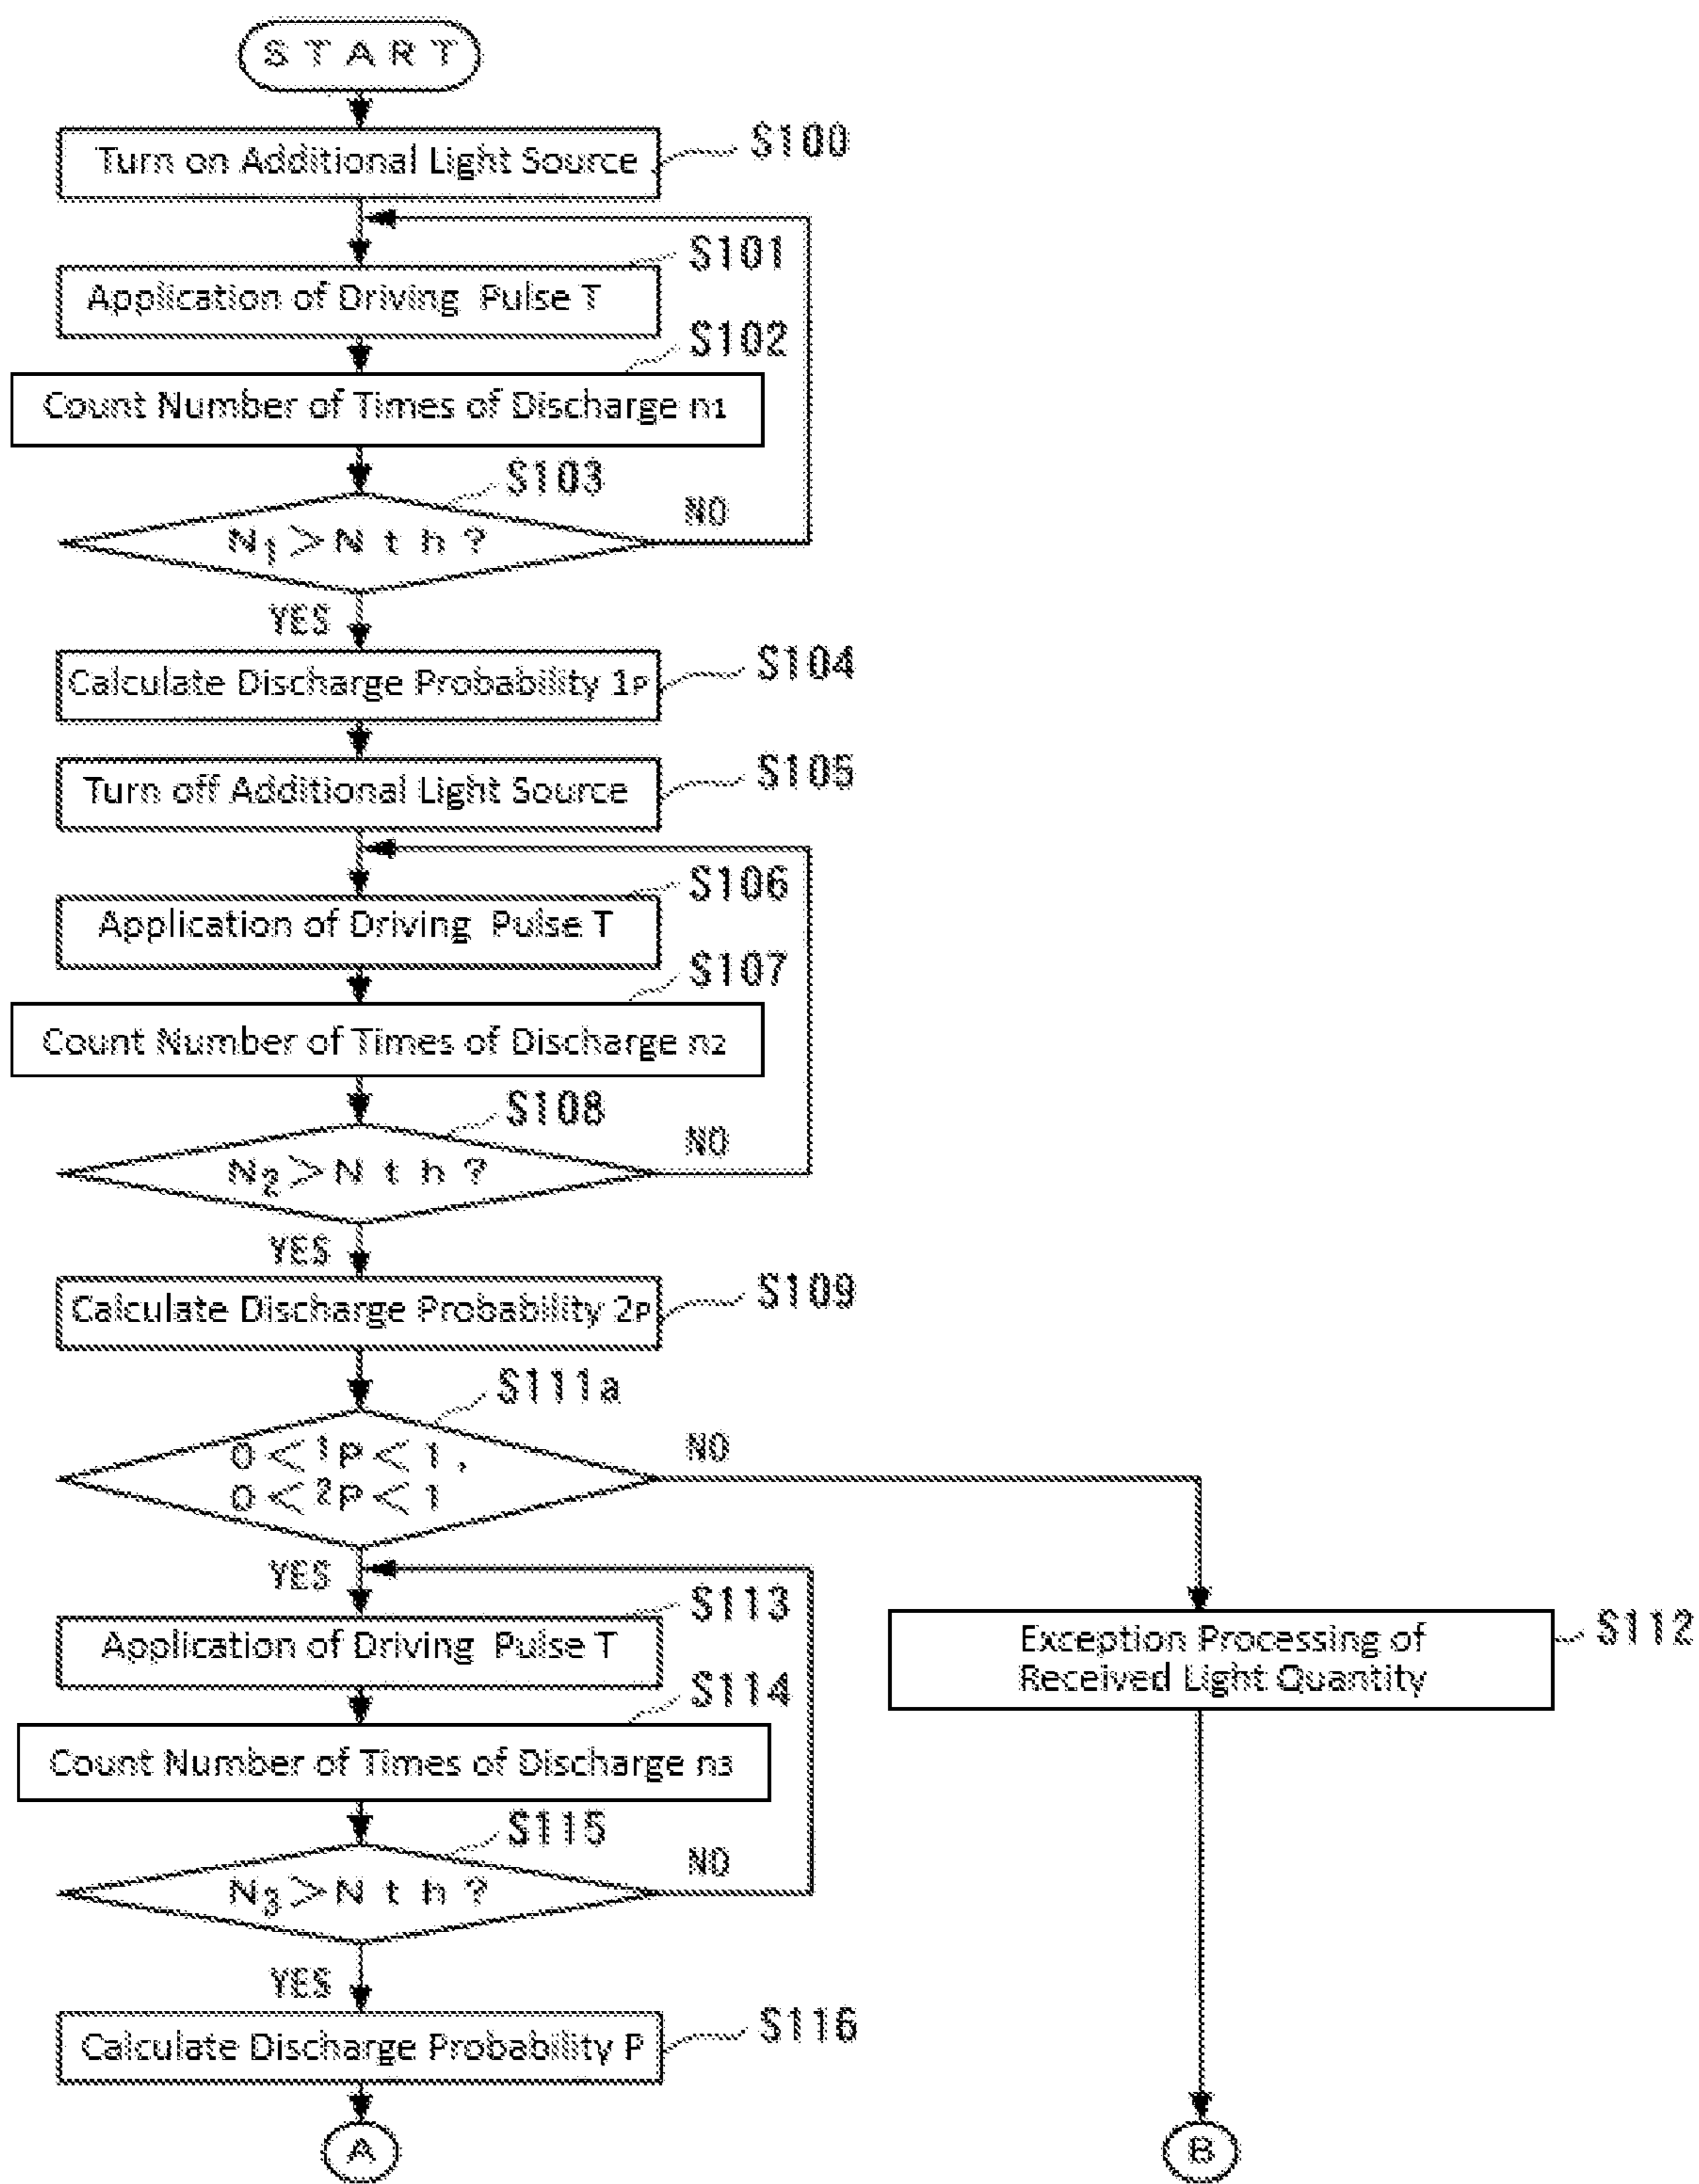 START
Turn on Additional Light Source
S100
S101
Application of Driving Pulse T
S102
Count Number of Times of Discharge n1
S103
N1>Nth?
NO
YES
Calculate Discharge Probability 1P
S104
Turn off Additional Light Source
S105
S106
Application of Driving Pulse T
S107
Count Number of Times of Discharge n2
S108
N2>Nth?
NO
YES
Calculate Discharge Probability 2P
S109
S111a
0<1P<1,
0<2P<1
NO
YES
S113
Application of Driving Pulse T
S114
Count Number of Times of Discharge n3
S115
N3>Nth?
NO
YES
Calculate Discharge Probability P
S116
A
Exception Processing of
Received Light Quantity
S112
B